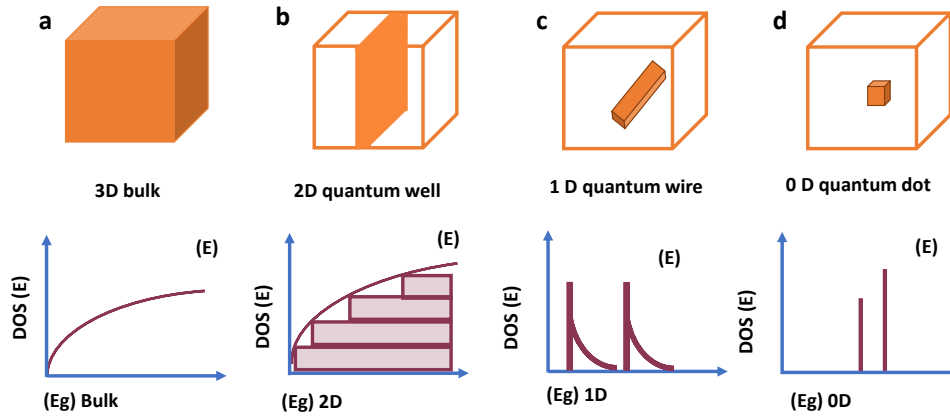 a
b
c
d
3D bulk
2D quantum well
1 D quantum wire
0 D quantum dot
(E)
(E)
(E)
(E)
DOS (E)
DOS (E)
DOS (E)
DOS (E)
(Eg) Bulk
(Eg) 2D
(Eg) 1D
(Eg) 0D